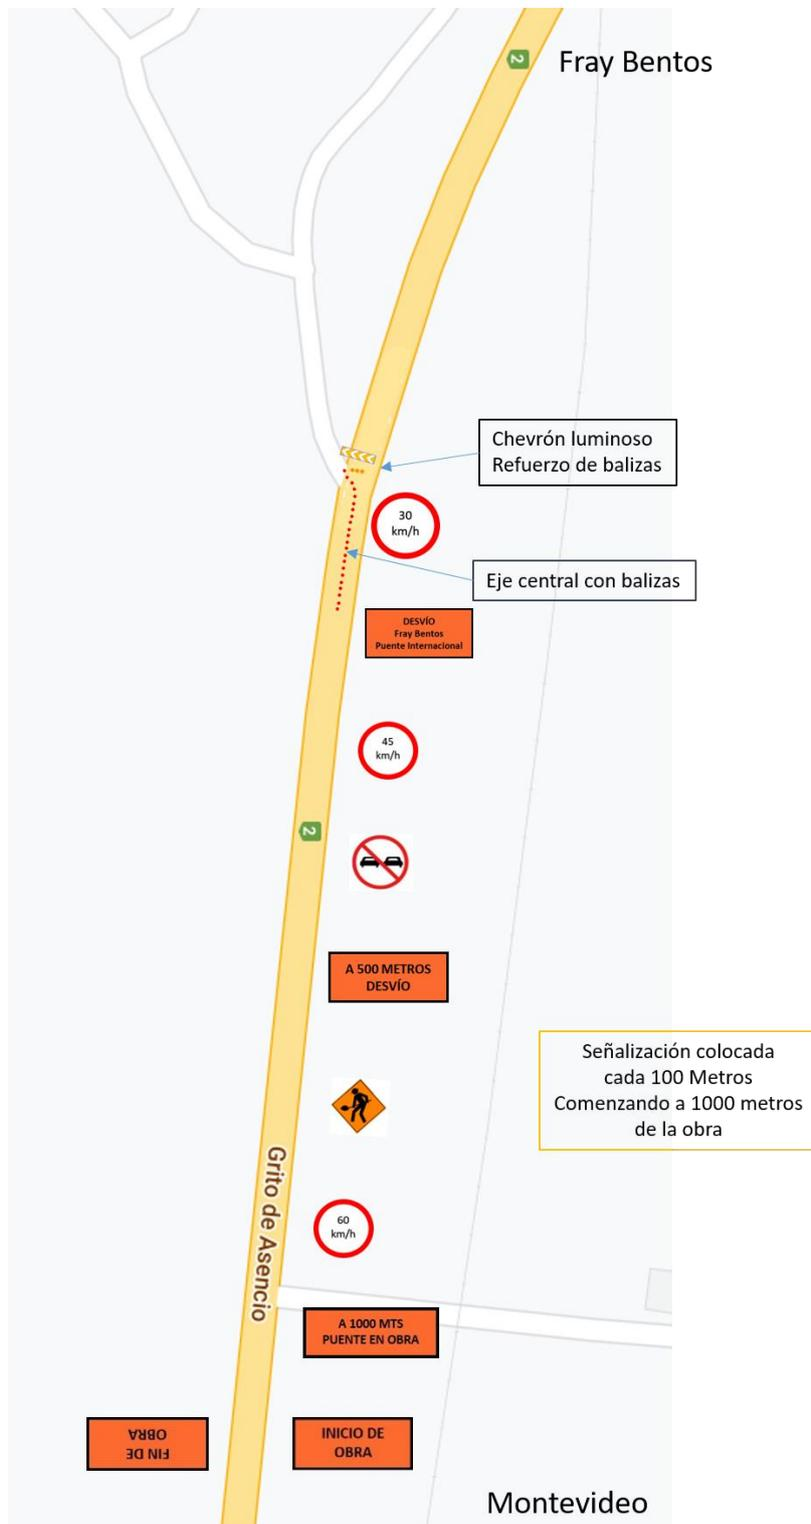 2
Fray Bentos
Chevrón luminoso
Refuerzo de balizas
30
km/h
Eje central con balizas
DESVÍO
Fray Bentos
Puente Internacional
45
km/h
2
A 500 METROS
DESVÍO
Señalización colocada
cada 100 Metros
Comenzando a 1000 metros
de la obra
Grito de Asencio
60
km/h
A 1000 MTS
PUENTE EN OBRA
FIN DE
OBRA
INICIO DE
OBRA
Montevideo